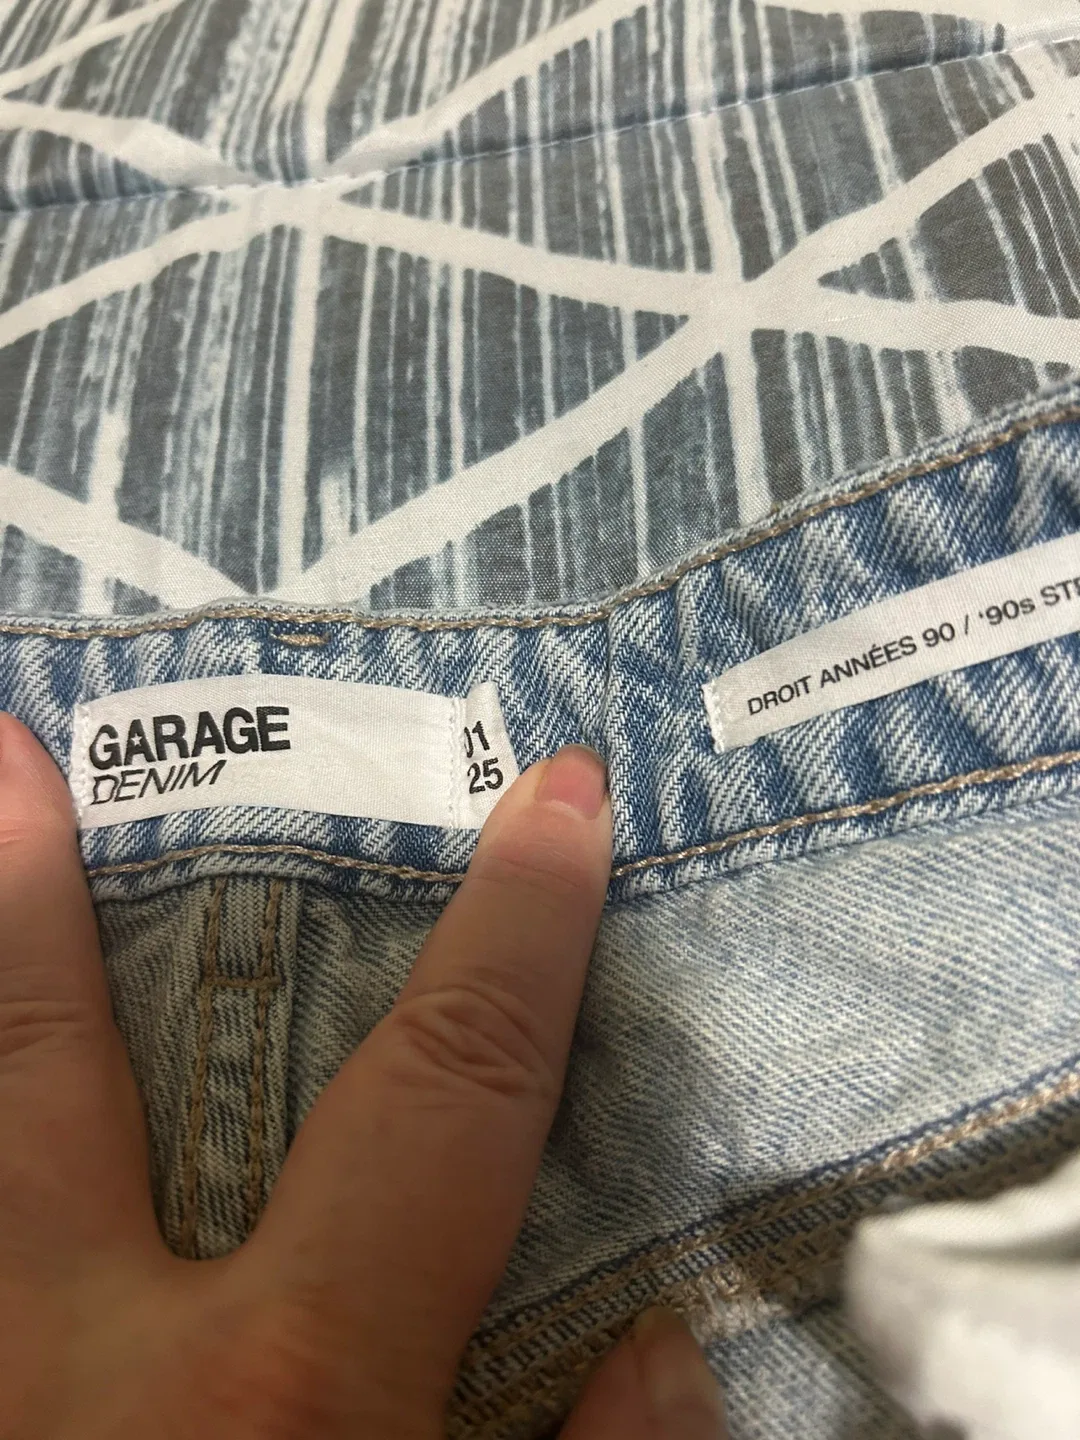 GARAGE
DENIM
01
25
DROIT ANNÉES 90 / '90s